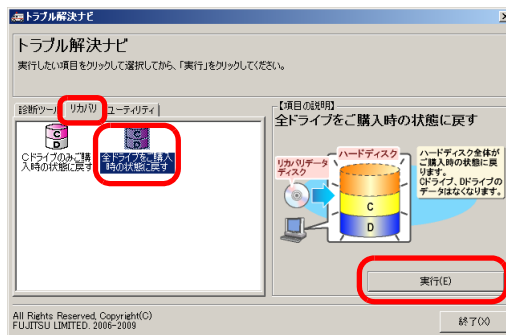 トラブル解決ナビ
トラブル解決ナビ
実行したい項目をクリックして選択してから、「実行」をクリックしてください。
診断ツール
リカバリ
ユーティリティ
Cドライブのみご購
入時の状態に戻す
全ドライブをご購入
時の状態に戻す
【項目の説明】
全ドライブをご購入時の状態に戻す
リカバリデータ
ディスク
ハードディスク
C
D
ハードディスク全体が
ご購入時の状態に戻
ります。
Cドライブ、Dドライブの
データはなくなります。
実行(E)
All Rights Reserved, Copyright(C)
FUJITSU LIMITED. 2006-2009
終了(X)